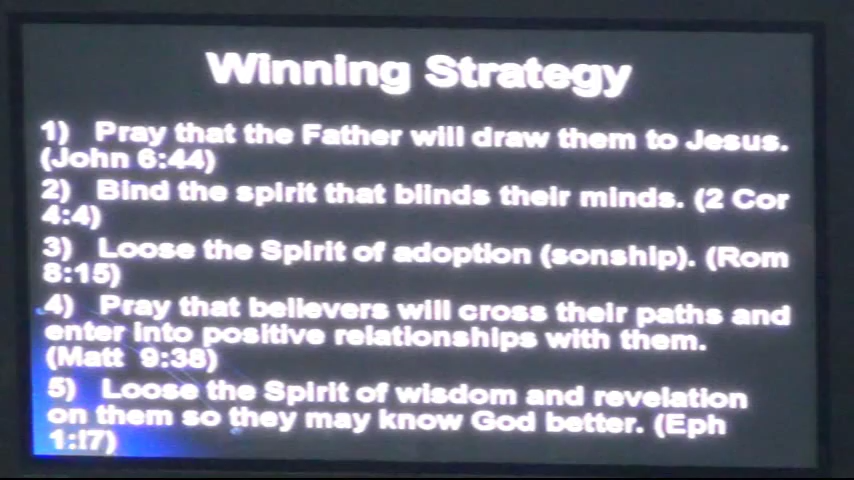 Winning Strategy
1) Pray that the Father will draw them to Jesus.
(John 6:44)
2) Bind the spirit that blinds their minds. (2 Cor
4:4)
3) Loose the Spirit of adoption (sonship). (Rom
8:15)
4) Pray that believers will cross their paths and
enter into positive relationships with them.
(Matt 9:38)
5) Loose the Spirit of wisdom and revelation
on them so they may know God better. (Eph
1:!7)